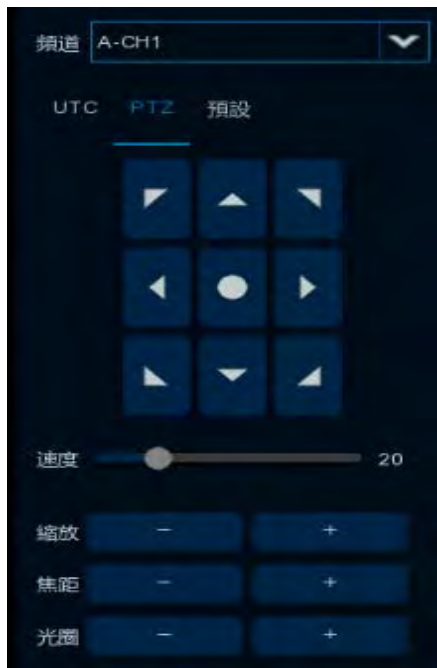 頻道 A-CH1
UTC PTZ 預設
速度 20
縮放 - +
焦距 - +
光圈 - +